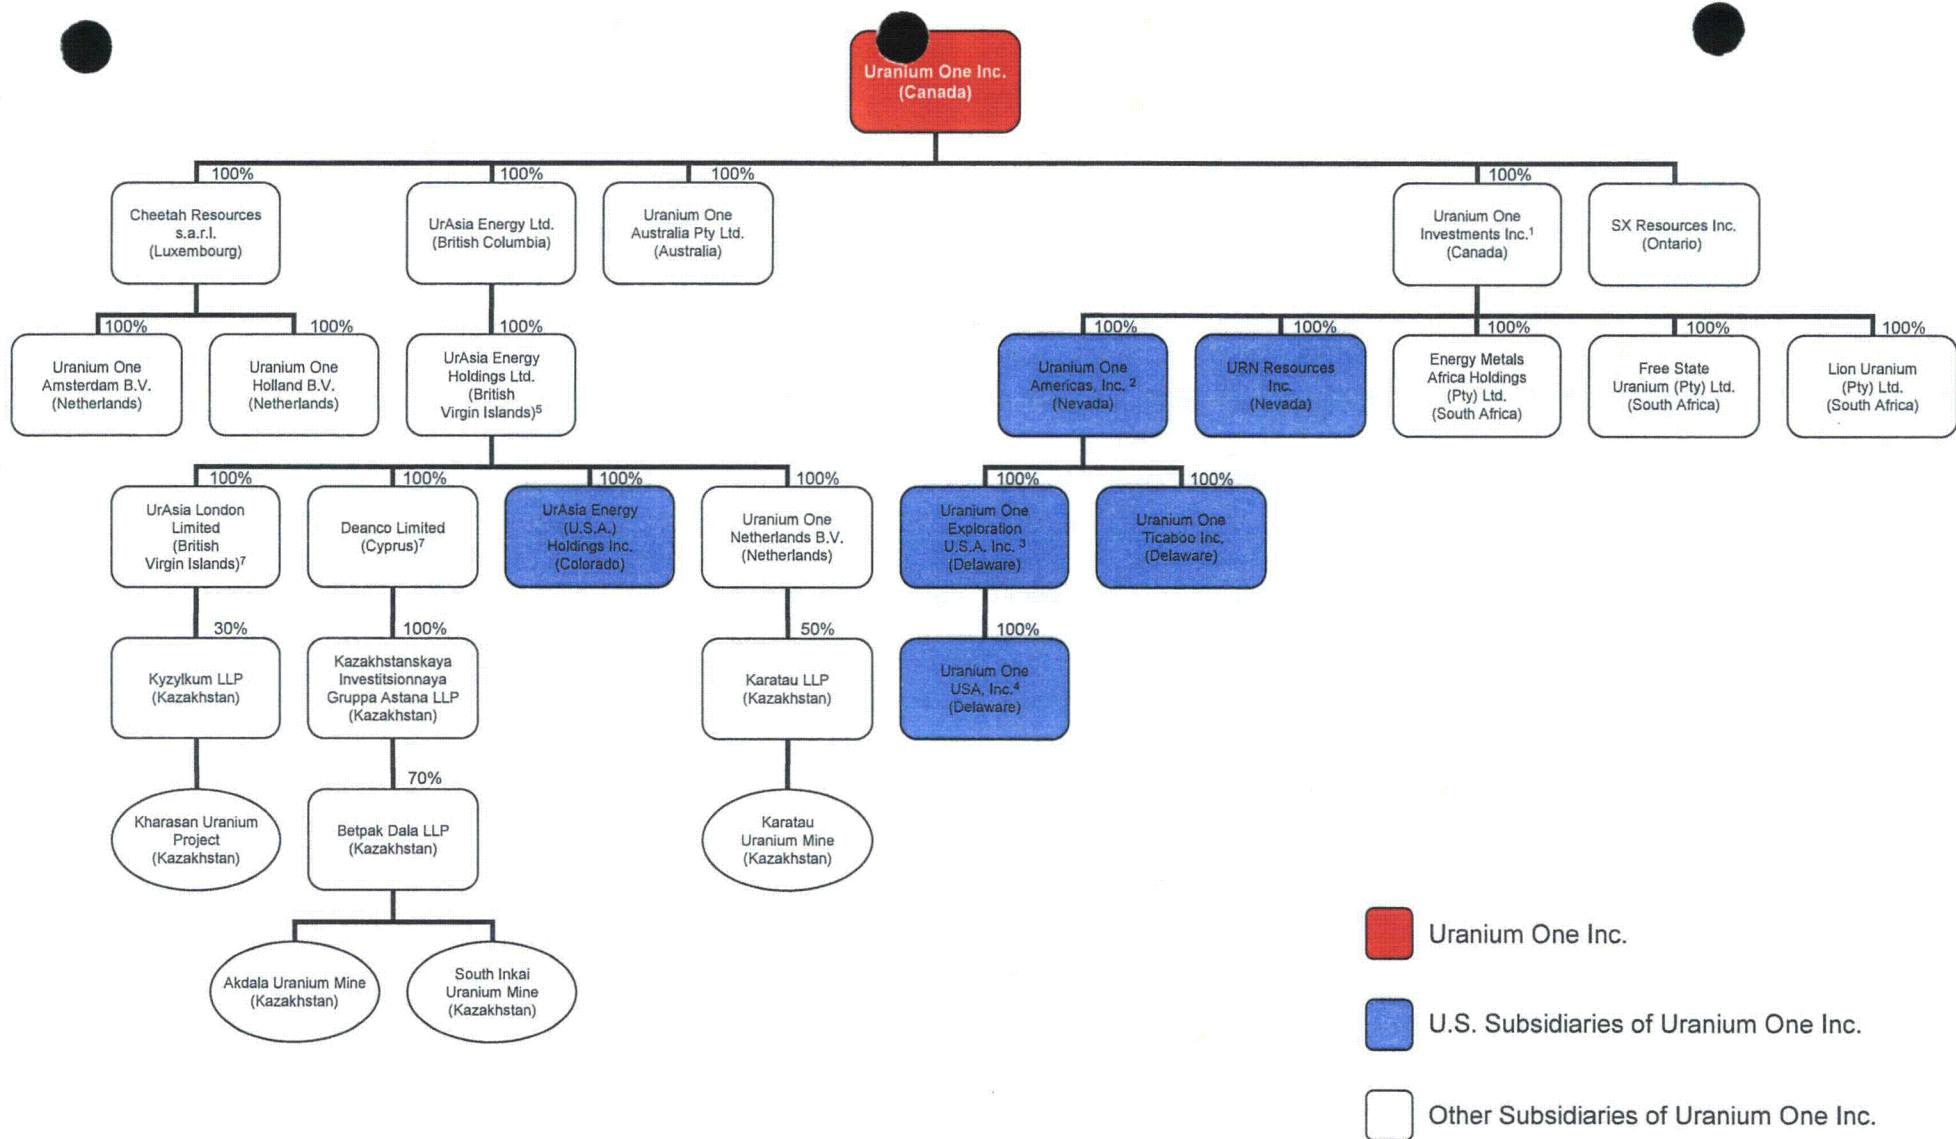 Uranium One Inc.
(Canada)
100%
100%
100%
100%
Cheetah Resources
s.a.r.l.
(Luxembourg)
UrAsia Energy Ltd.
(British Columbia)
Uranium One
Australia Pty Ltd.
(Australia)
Uranium One
Investments Inc.¹
(Canada)
SX Resources Inc.
(Ontario)
100%
100%
100%
100%
100%
100%
100%
100%
Uranium One
Amsterdam B.V.
(Netherlands)
Uranium One
Holland B.V.
(Netherlands)
UrAsia Energy
Holdings Ltd.
(British
Virgin Islands)⁵
Uranium One
Americas, Inc. ²
(Nevada)
URN Resources
Inc.
(Nevada)
Energy Metals
Africa Holdings
(Pty) Ltd.
(South Africa)
Free State
Uranium (Pty) Ltd.
(South Africa)
Lion Uranium
(Pty) Ltd.
(South Africa)
100%
100%
100%
100%
100%
100%
UrAsia London
Limited
(British
Virgin Islands)⁷
Deanco Limited
(Cyprus)⁷
UrAsia Energy
(U.S.A.)
Holdings Inc.
(Colorado)
Uranium One
Netherlands B.V.
(Netherlands)
Uranium One
Exploration
U.S.A. Inc. ³
(Delaware)
Uranium One
Ticaboo Inc.
(Delaware)
30%
100%
50%
100%
Kyzylkum LLP
(Kazakhstan)
Kazakhstanskaya
Investitsionnaya
Gruppa Astana LLP
(Kazakhstan)
Karatau LLP
(Kazakhstan)
Uranium One
USA, Inc.⁴
(Delaware)
70%
Kharasan Uranium
Project
(Kazakhstan)
Betpak Dala LLP
(Kazakhstan)
Karatau
Uranium Mine
(Kazakhstan)
Akdala Uranium Mine
(Kazakhstan)
South Inkai
Uranium Mine
(Kazakhstan)
Uranium One Inc.
U.S. Subsidiaries of Uranium One Inc.
Other Subsidiaries of Uranium One Inc.